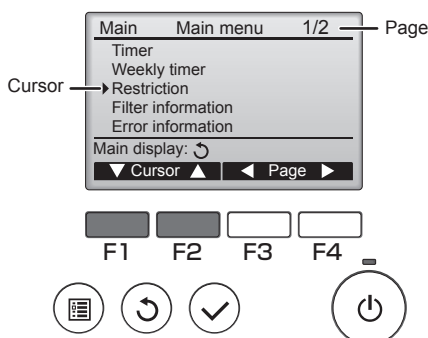 Main Main menu 1/2 Page
Timer
Weekly timer
Cursor Restriction
Filter information
Error information
Main display:
Cursor Page
F1 F2 F3 F4